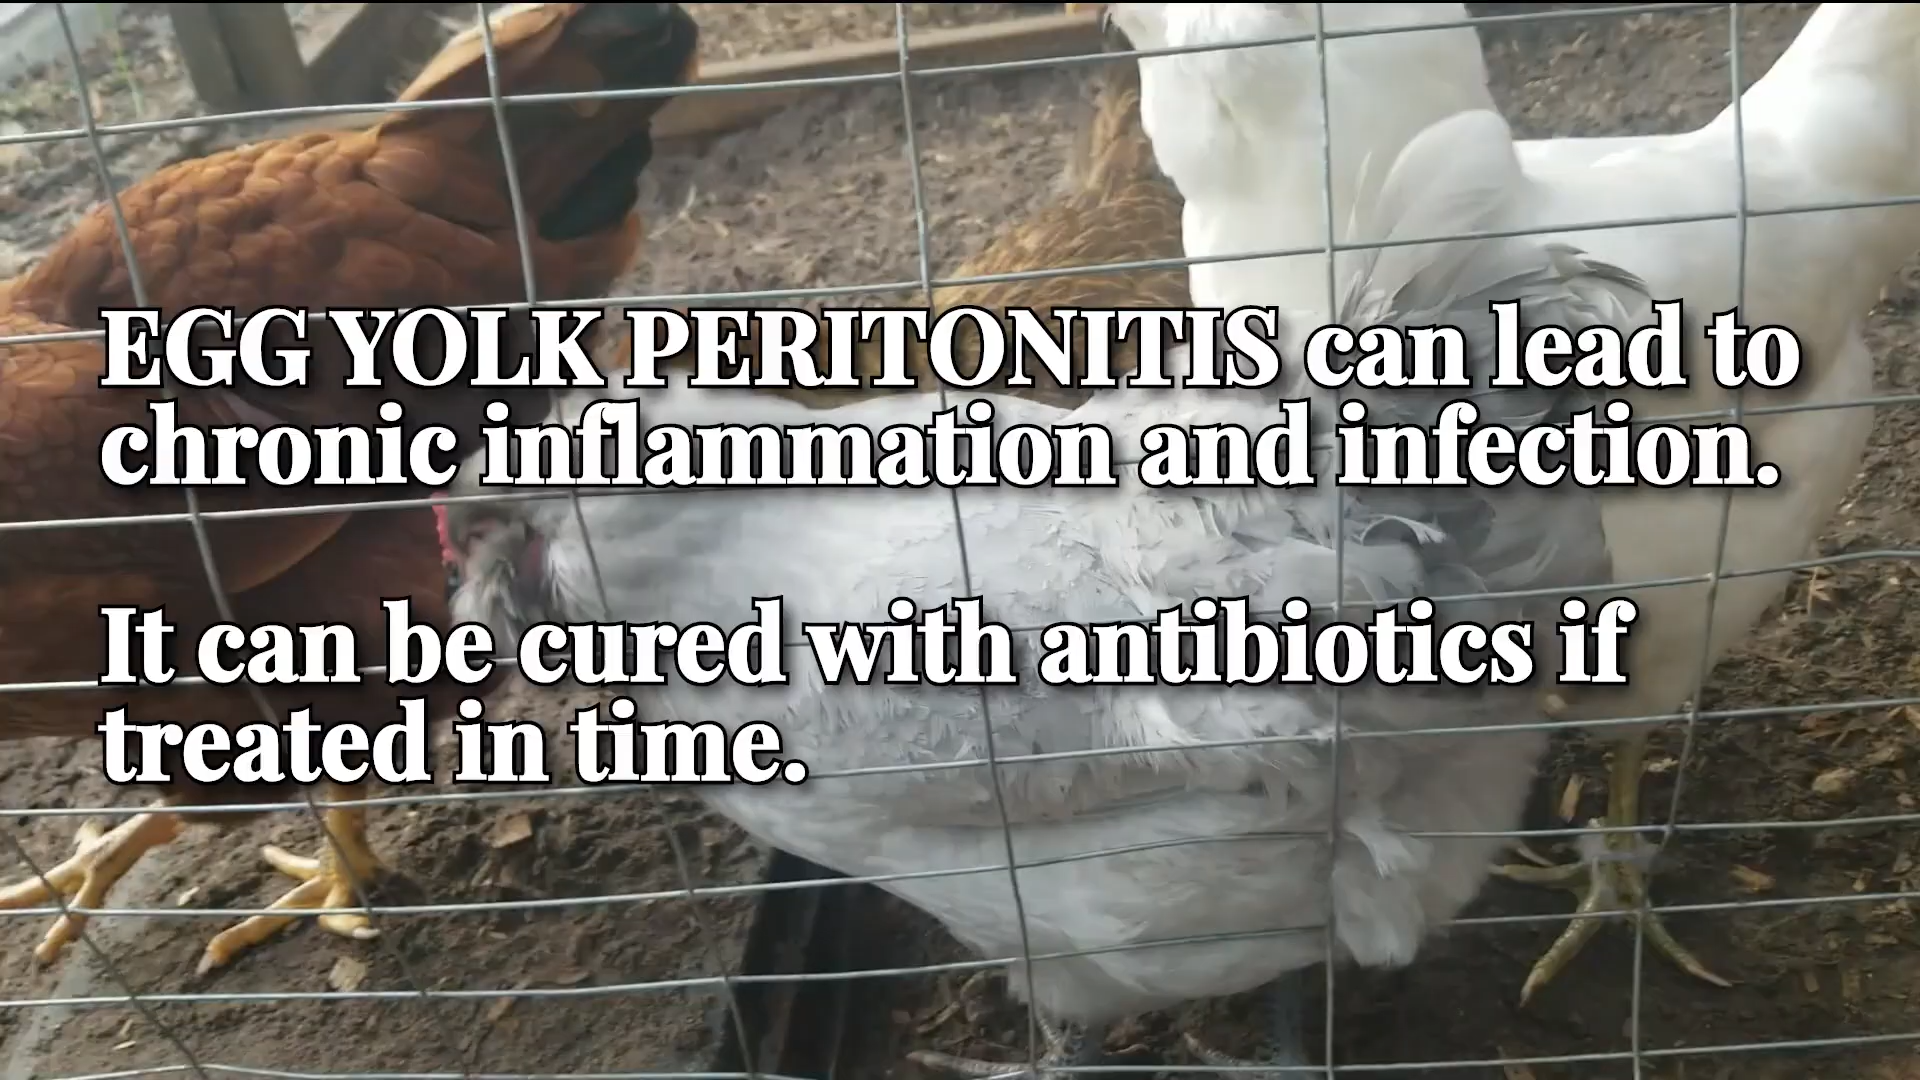 EGG YOLK PERITONITIS can lead to
chronic inflammation and infection.
It can be cured with antibiotics if
treated in time.